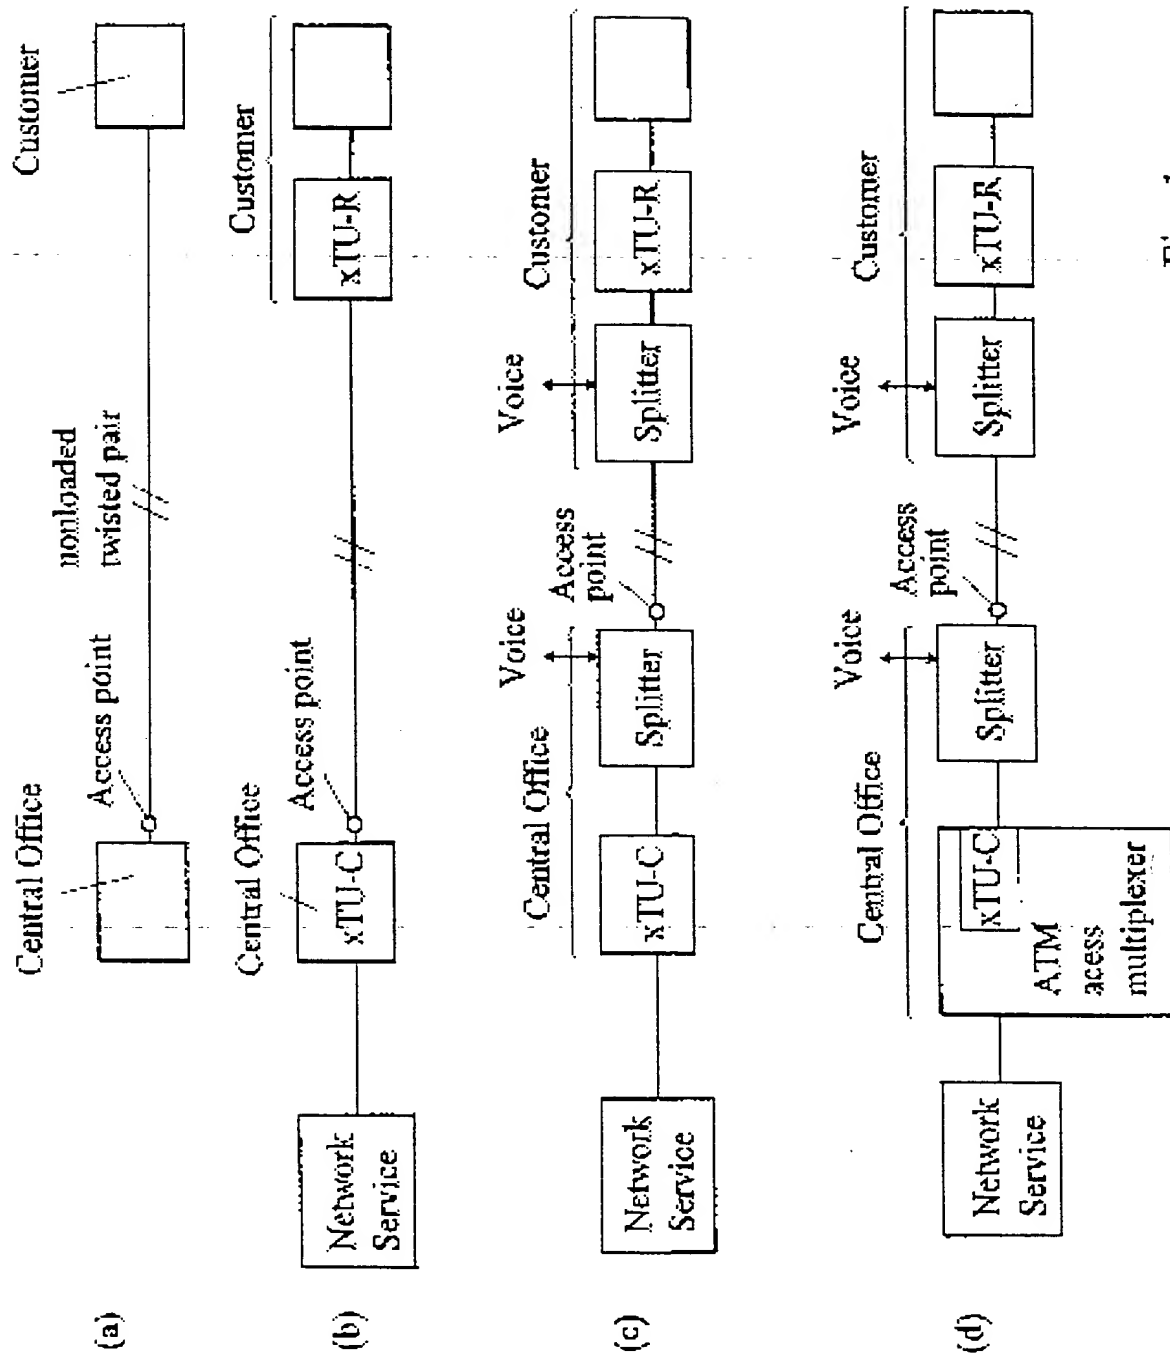 (a)
Central Office
Access point
nonloaded
twisted pair
Customer
(b)
Network
Service
Central Office
xTU-C
Access point
Customer
xTU-R
(c)
Network
Service
Central Office
xTU-C
Splitter
Voice
Access
point
Voice
Splitter
Customer
xTU-R
(d)
Network
Service
Central Office
ATM
acess
multiplexer
xTU-C
Splitter
Voice
Access
point
Voice
Splitter
Customer
xTU-R